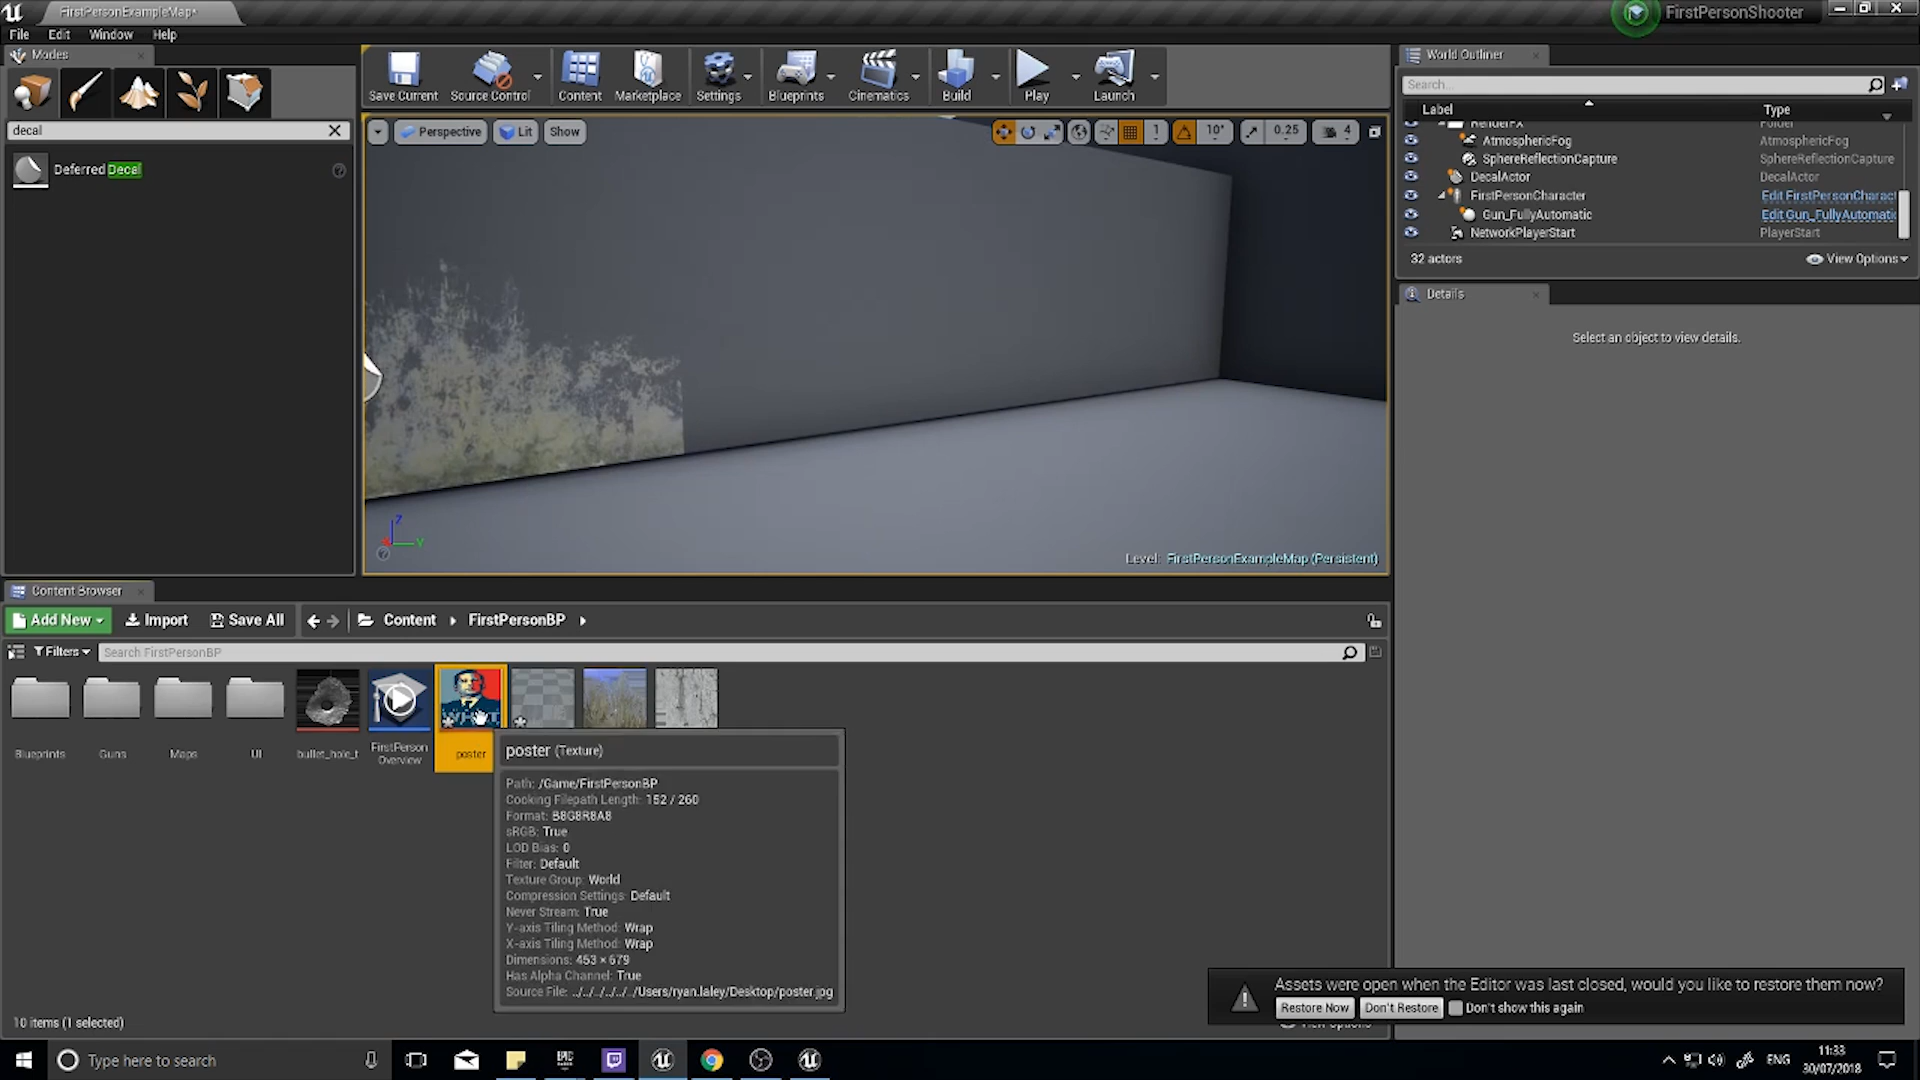 FirstPersonExampleMap*
FirstPersonShooter
File Edit Window Help
Modes
Save Current
Source Control
Content
Marketplace
Settings
Blueprints
Cinematics
Build
Play
Launch
World Outliner
Search...
Label Type
RenderFX Folder
AtmosphericFog AtmosphericFog
SphereReflectionCapture SphereReflectionCapture
DecalActor DecalActor
FirstPersonCharacter Edit FirstPersonCharact
Gun_FullyAutomatic Edit Gun_FullyAutomatic
NetworkPlayerStart PlayerStart
32 actors View Options
decal
Deferred Decal
Perspective Lit Show
1 10° 0.25 4
Details
Select an object to view details.
Z
Y
Level: FirstPersonExampleMap (Persistent)
Content Browser
Add New Import Save All Content FirstPersonBP
Filters Search FirstPersonBP
Blueprints
Guns
Maps
UI
bullet_hole_t
FirstPerson
Overview
poster
poster (Texture)
Path: /Game/FirstPersonBP
Cooking Filepath Length: 152 / 260
Format: B8G8R8A8
sRGB: True
LOD Bias: 0
Filter: Default
Texture Group: World
Compression Settings: Default
Never Stream: True
Y-axis Tiling Method: Wrap
X-axis Tiling Method: Wrap
Dimensions: 453 × 679
Has Alpha Channel: True
Source File: ../../../../../../Users/ryan.laley/Desktop/poster.jpg
10 items (1 selected)
View Options
Assets were open when the Editor was last closed, would you like to restore them now?
Restore Now Don't Restore Don't show this again
Type here to search
EPIC
GAMES
ENG
11:33
30/07/2018